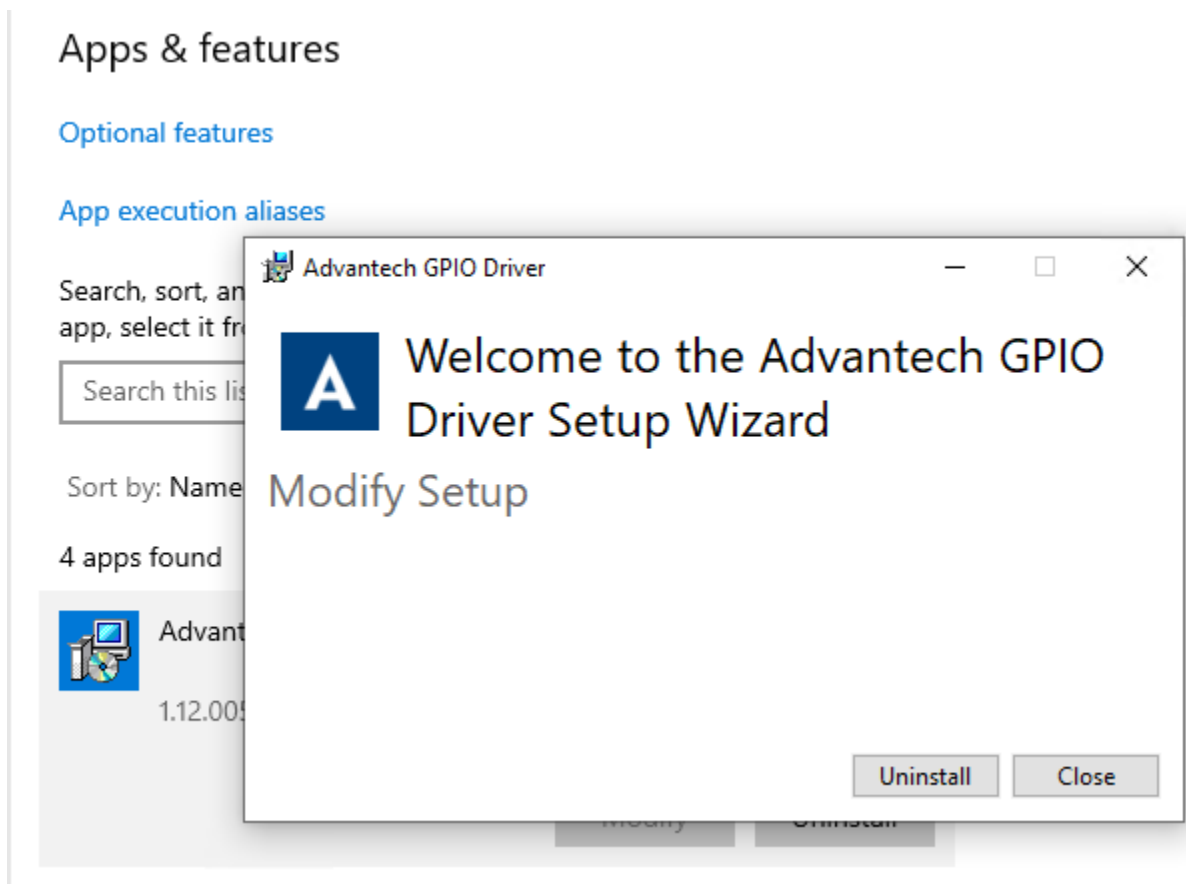 Apps & features
Optional features
App execution aliases
Advantech GPIO Driver
Search, sort, an
app, select it fr
A
Welcome to the Advantech GPIO
Driver Setup Wizard
Search this lis
Sort by: Name
Modify Setup
4 apps found
Advant
1.12.005
Uninstall
Close
Modify
Uninstall